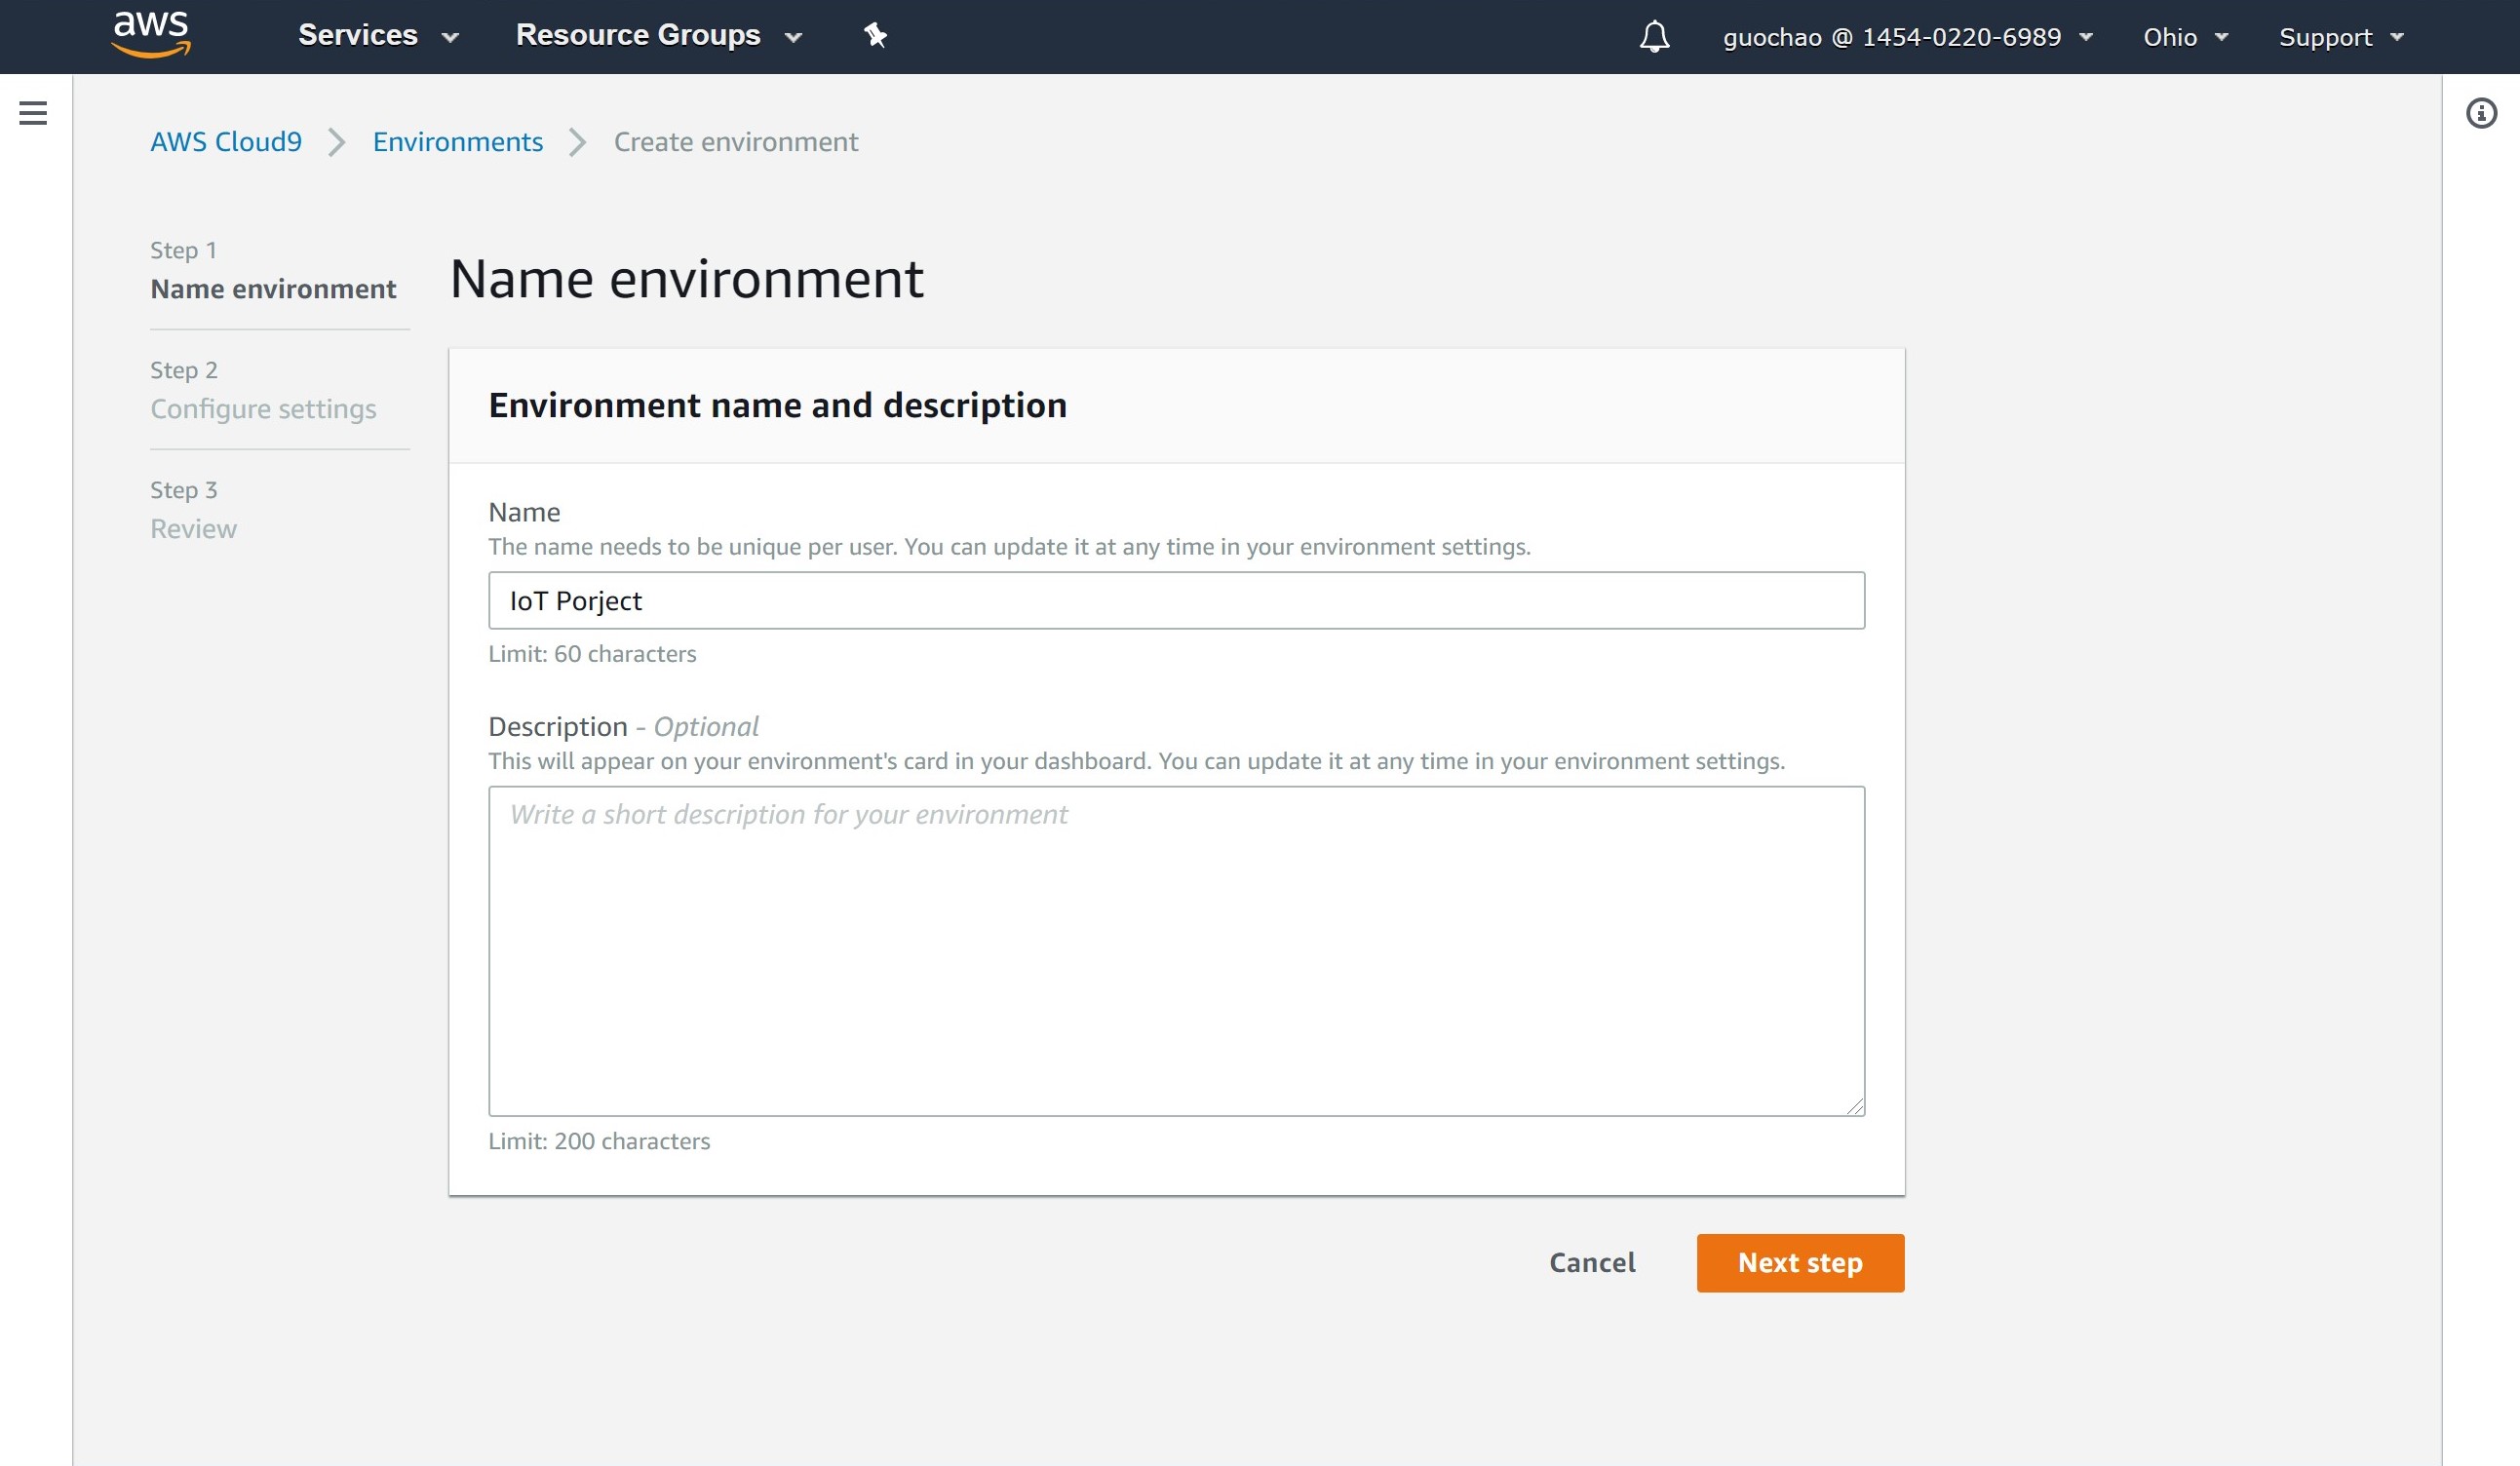 aws Services Resource Groups guochao @ 1454-0220-6989 Ohio Support
AWS Cloud9 Environments Create environment
Step 1
Name environment
Step 2
Configure settings
Step 3
Review
Name environment
Environment name and description
Name
The name needs to be unique per user. You can update it at any time in your environment settings.
IoT Porject
Limit: 60 characters
Description - Optional
This will appear on your environment's card in your dashboard. You can update it at any time in your environment settings.
Write a short description for your environment
Limit: 200 characters
Cancel Next step